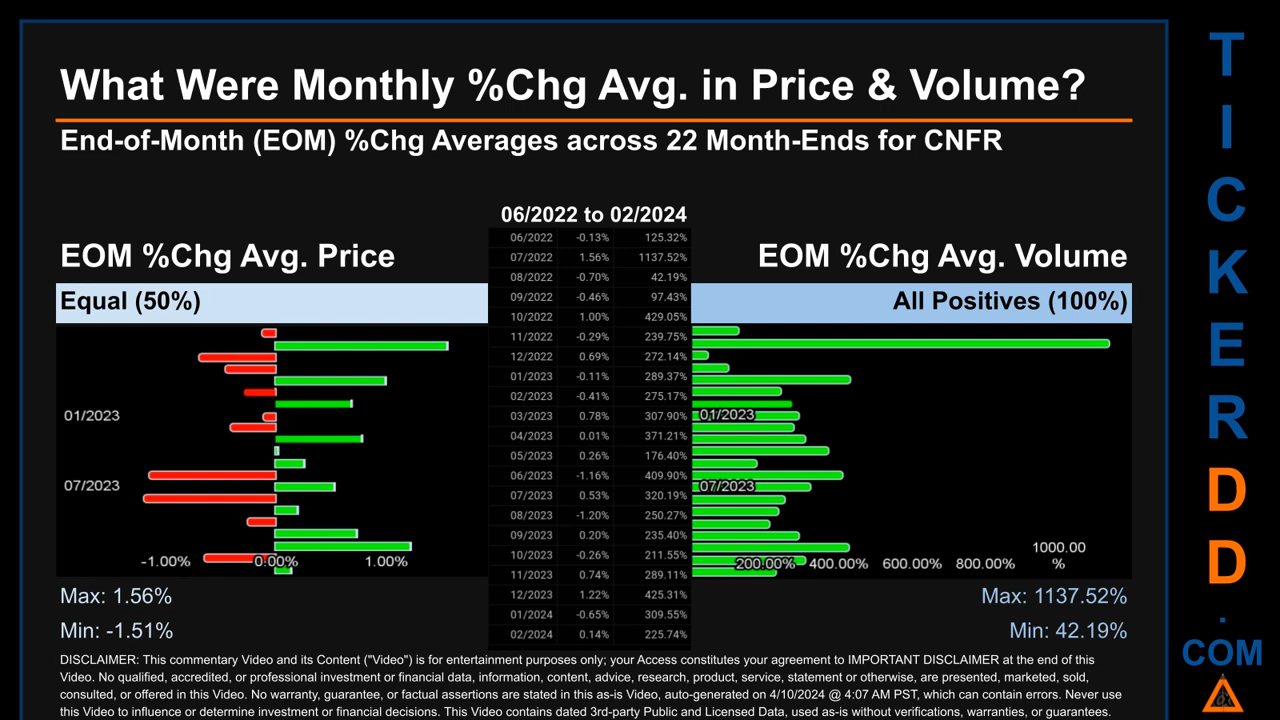 What Were Monthly %Chg Avg. in Price & Volume?
End-of-Month (EOM) %Chg Averages across 22 Month-Ends for CNFR
06/2022 to 02/2024
EOM %Chg Avg. Price
EOM %Chg Avg. Volume
Equal (50%)
All Positives (100%)
06/2022 -0.13% 125.32%
07/2022 1.56% 1137.52%
08/2022 -0.70% 42.19%
09/2022 -0.46% 97.43%
10/2022 1.00% 429.05%
11/2022 -0.29% 239.75%
12/2022 0.69% 272.14%
01/2023 -0.11% 289.37%
02/2023 -0.41% 275.17%
03/2023 0.78% 307.90%
04/2023 0.01% 371.21%
05/2023 0.26% 176.40%
06/2023 -1.16% 409.90%
07/2023 0.53% 320.19%
08/2023 -1.20% 250.27%
09/2023 0.20% 235.40%
10/2023 -0.26% 211.55%
11/2023 0.74% 289.11%
12/2023 1.22% 425.31%
01/2024 -0.65% 309.55%
02/2024 0.14% 225.74%
01/2023
07/2023
-1.00% 0.00% 1.00%
01/2023
07/2023
200.00% 400.00% 600.00% 800.00% 1000.00
%
Max: 1.56%
Min: -1.51%
Max: 1137.52%
Min: 42.19%
DISCLAIMER: This commentary Video and its Content ("Video") is for entertainment purposes only; your Access constitutes your agreement to IMPORTANT DISCLAIMER at the end of this
Video. No qualified, accredited, or professional investment or financial data, information, content, advice, research, product, service, statement or otherwise, are presented, marketed, sold,
consulted, or offered in this Video. No warranty, guarantee, or factual assertions are stated in this as-is Video, auto-generated on 4/10/2024 @ 4:07 AM PST, which can contain errors. Never use
this Video to influence or determine investment or financial decisions. This Video contains dated 3rd-party Public and Licensed Data, used as-is without verifications, warranties, or guarantees.
T
I
C
K
E
R
D
D
.
COM